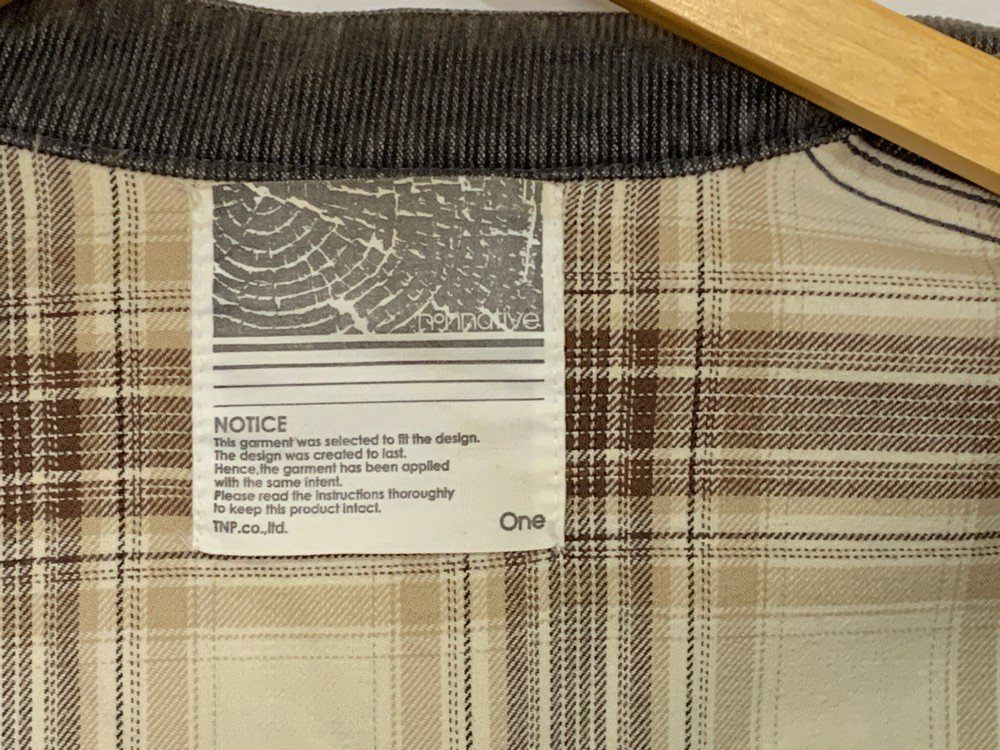 nonnative
NOTICE
This garment was selected to fit the design.
The design was created to last.
Hence,the garment has been applied
with the same intent.
Please read the instructions thoroughly
to keep this product intact.
TNP.co.,ltd.
One